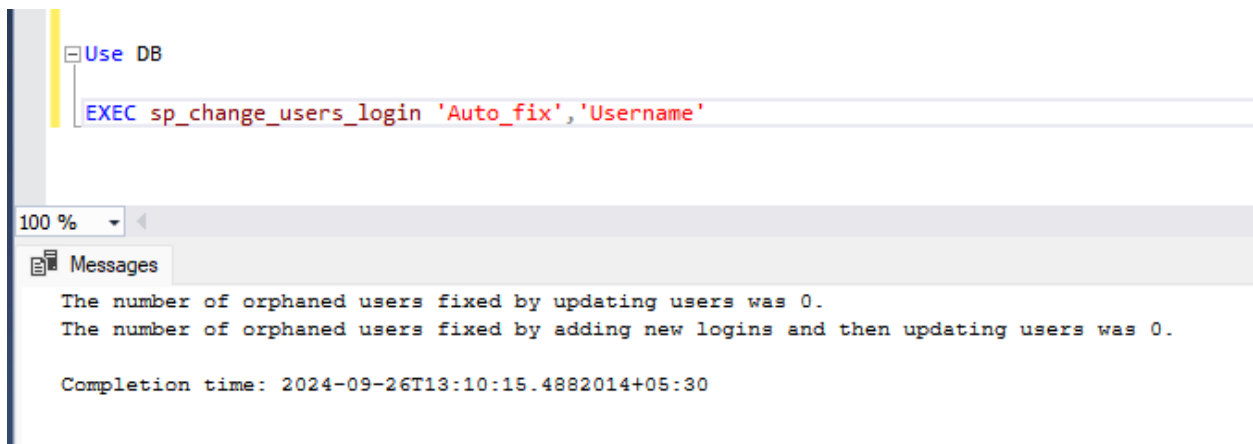 Use DB
EXEC sp_change_users_login 'Auto_fix','Username'
100 %
Messages
The number of orphaned users fixed by updating users was 0.
The number of orphaned users fixed by adding new logins and then updating users was 0.
Completion time: 2024-09-26T13:10:15.4882014+05:30